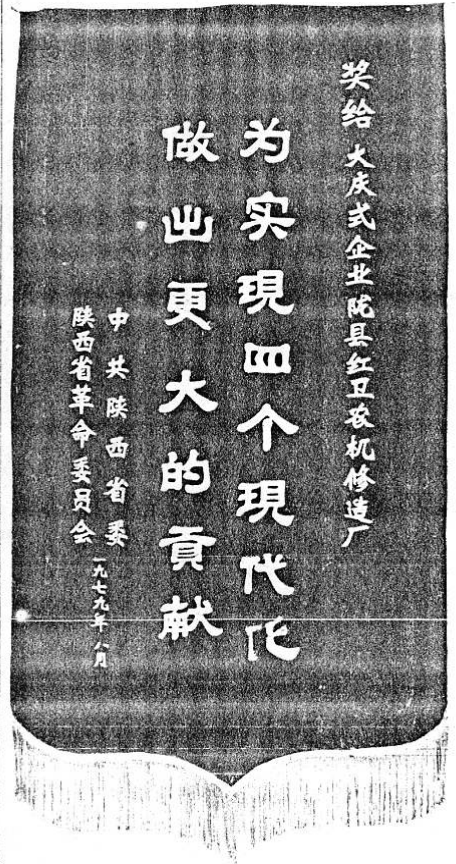 奖给大庆式企业陇县红卫农机修造厂
为实現四个現代化
做出更大的貢献
中共陕西省委
陕西省革命委员会
一九七九年八月